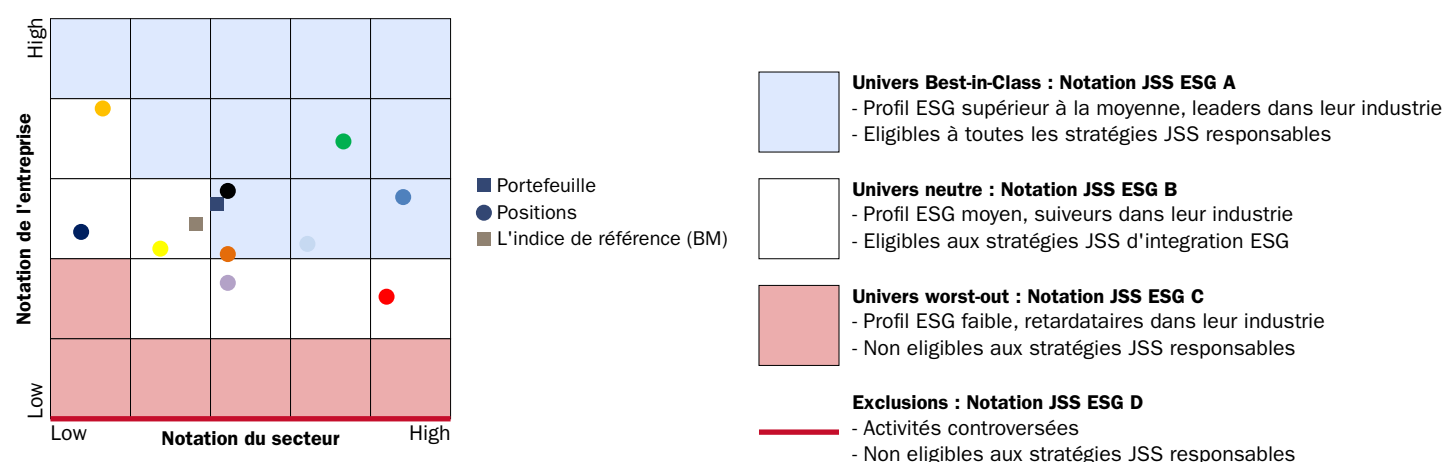 High
Notation de l'entreprise
Low
Low
Notation du secteur
High
Portefeuille
Positions
L'indice de référence (BM)
Univers Best-in-Class : Notation JSS ESG A
- Profil ESG supérieur à la moyenne, leaders dans leur industrie
- Eligibles à toutes les stratégies JSS responsables
Univers neutre : Notation JSS ESG B
- Profil ESG moyen, suiveurs dans leur industrie
- Eligibles aux stratégies JSS d'integration ESG
Univers worst-out : Notation JSS ESG C
- Profil ESG faible, retardataires dans leur industrie
- Non eligibles aux stratégies JSS responsables
Exclusions : Notation JSS ESG D
- Activités controversées
- Non eligibles aux stratégies JSS responsables